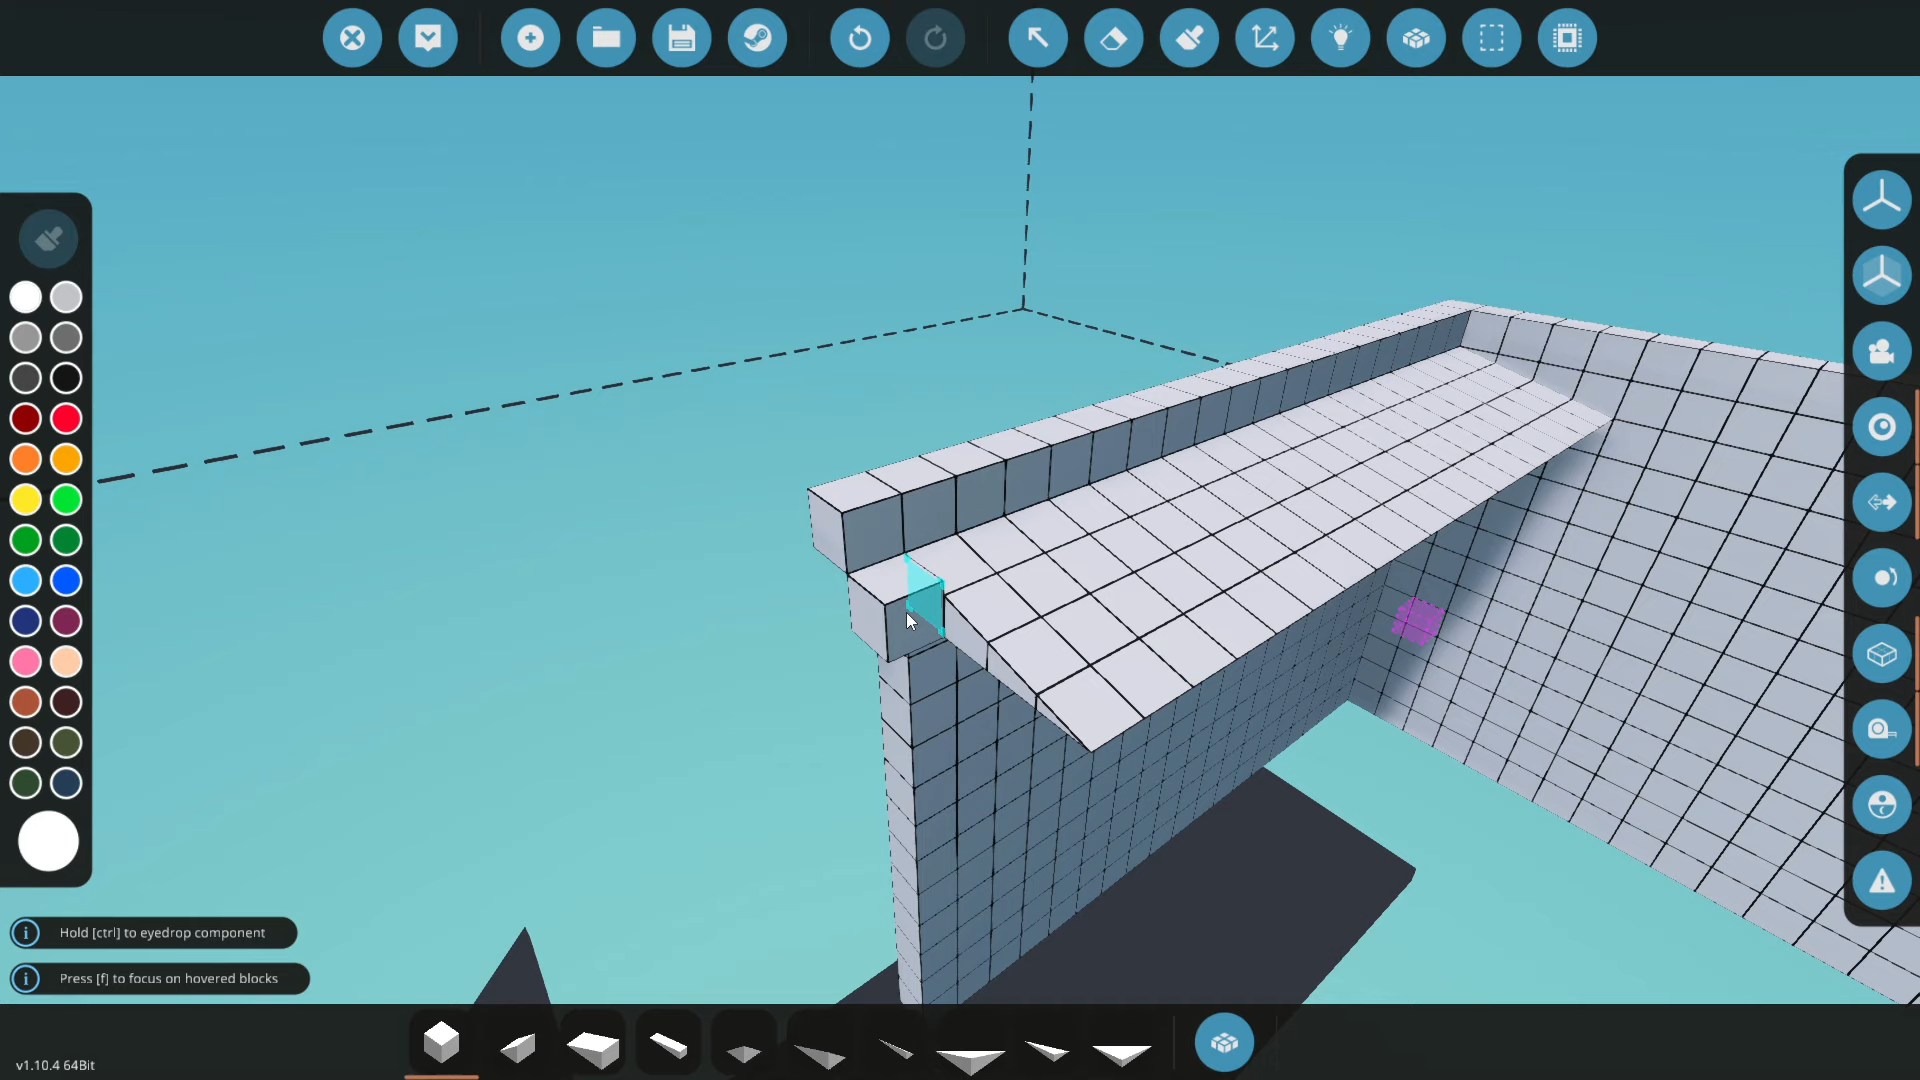 Hold [ctrl] to eyedrop component
Press [f] to focus on hovered blocks
v1.10.4 64Bit